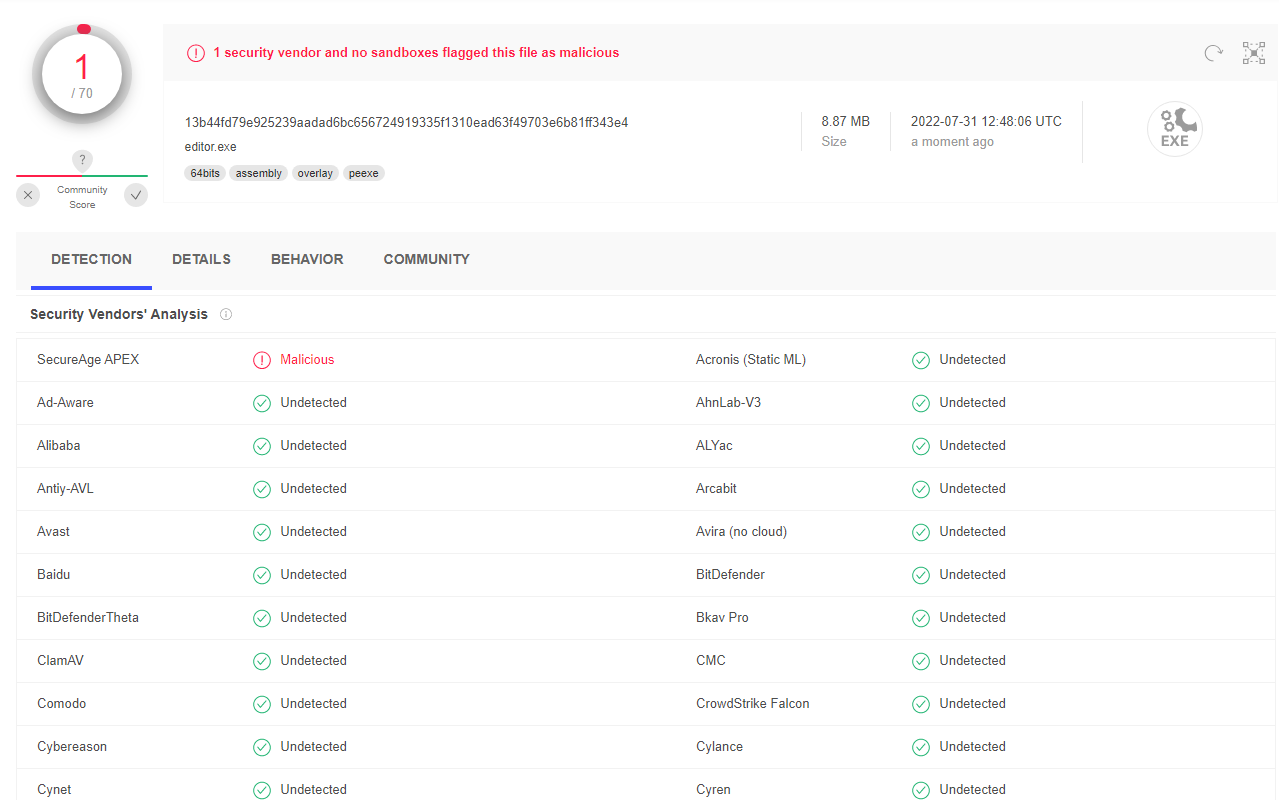 1
/ 70
?
Community
Score
1 security vendor and no sandboxes flagged this file as malicious
13b44fd79e925239aadad6bc656724919335f1310ead63f49703e6b81ff343e4
editor.exe
64bits assembly overlay peexe
8.87 MB
Size
2022-07-31 12:48:06 UTC
a moment ago
EXE
DETECTION DETAILS BEHAVIOR COMMUNITY
Security Vendors' Analysis
SecureAge APEX Malicious Acronis (Static ML) Undetected
Ad-Aware Undetected AhnLab-V3 Undetected
Alibaba Undetected ALYac Undetected
Antiy-AVL Undetected Arcabit Undetected
Avast Undetected Avira (no cloud) Undetected
Baidu Undetected BitDefender Undetected
BitDefenderTheta Undetected Bkav Pro Undetected
ClamAV Undetected CMC Undetected
Comodo Undetected CrowdStrike Falcon Undetected
Cybereason Undetected Cylance Undetected
Cynet Undetected Cyren Undetected